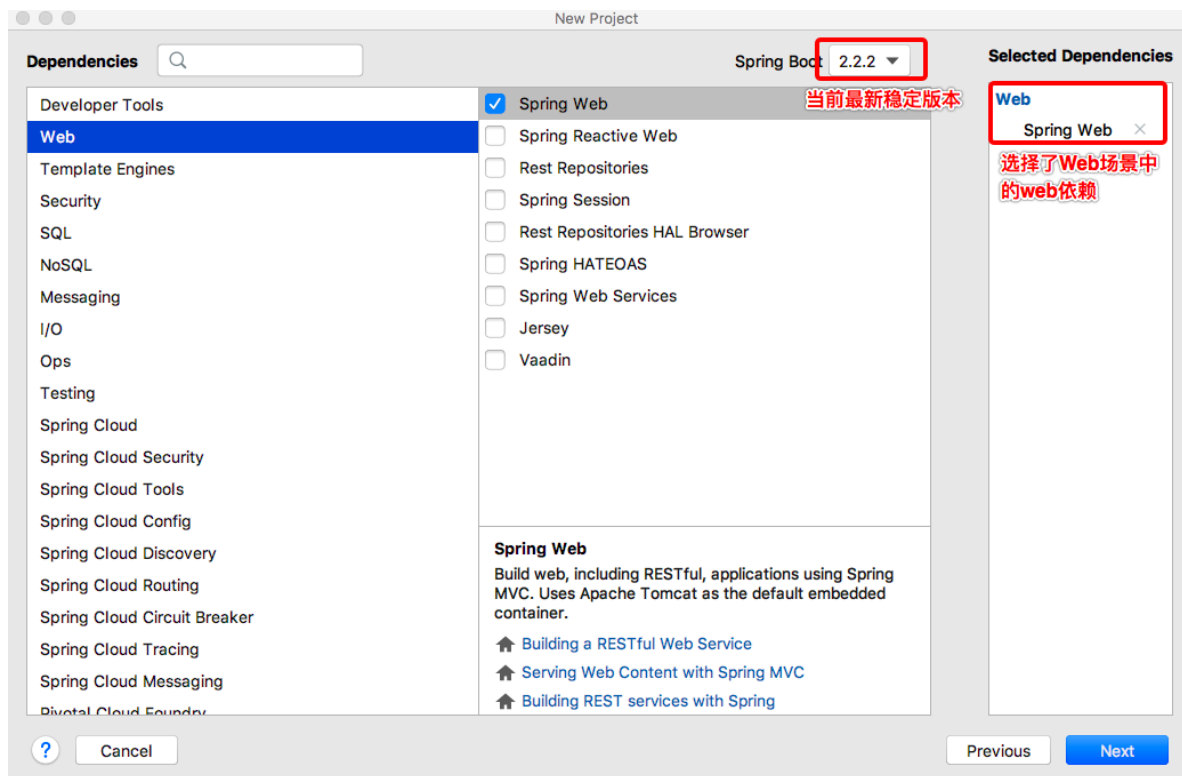 New Project
Dependencies
Spring Boot 2.2.2
Selected Dependencies
当前最新稳定版本
Developer Tools
Web
Template Engines
Security
SQL
NoSQL
Messaging
I/O
Ops
Testing
Spring Cloud
Spring Cloud Security
Spring Cloud Tools
Spring Cloud Config
Spring Cloud Discovery
Spring Cloud Routing
Spring Cloud Circuit Breaker
Spring Cloud Tracing
Spring Cloud Messaging
Pivotal Cloud Foundry
Spring Web
Spring Reactive Web
Rest Repositories
Spring Session
Rest Repositories HAL Browser
Spring HATEOAS
Spring Web Services
Jersey
Vaadin
Spring Web
Build web, including RESTful, applications using Spring
MVC. Uses Apache Tomcat as the default embedded
container.
Building a RESTful Web Service
Serving Web Content with Spring MVC
Building REST services with Spring
Web
Spring Web
选择了Web场景中
的web依赖
?
Cancel
Previous
Next